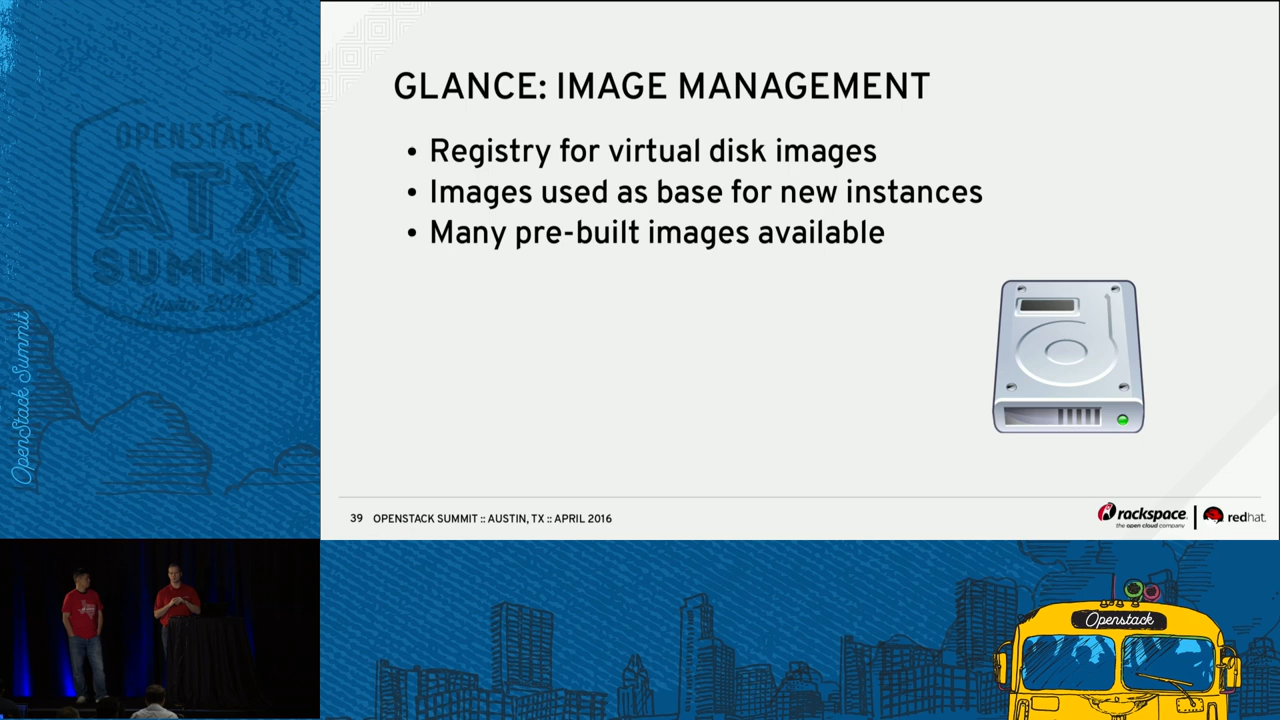 OPENSTACK
ATX
SUMMIT
Austin 2016
OpenStack Summit
GLANCE: IMAGE MANAGEMENT
• Registry for virtual disk images
• Images used as base for new instances
• Many pre-built images available
39 OPENSTACK SUMMIT :: AUSTIN, TX :: APRIL 2016
rackspace.
the open cloud company
redhat.
Openstack